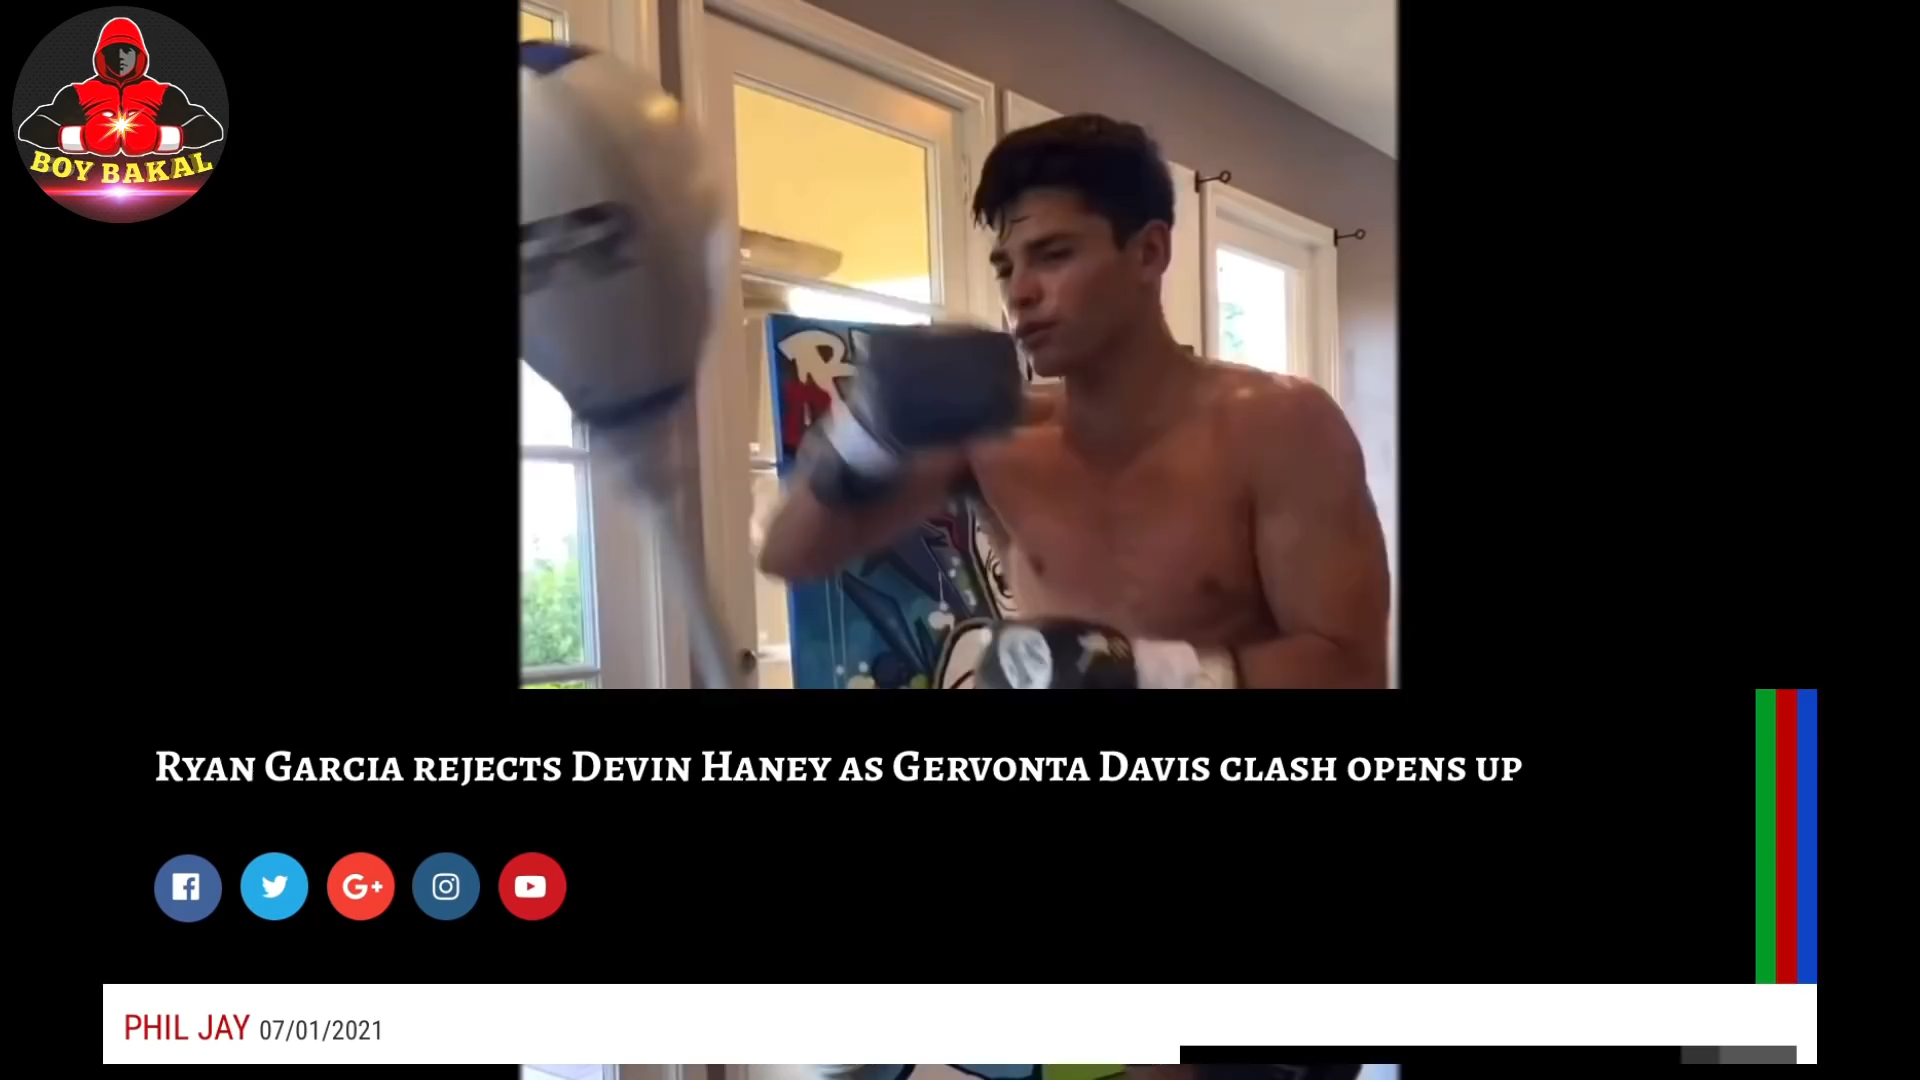 BOY BAKAL
RYAN GARCIA REJECTS DEVIN HANEY AS GERVONTA DAVIS CLASH OPENS UP
PHIL JAY 07/01/2021